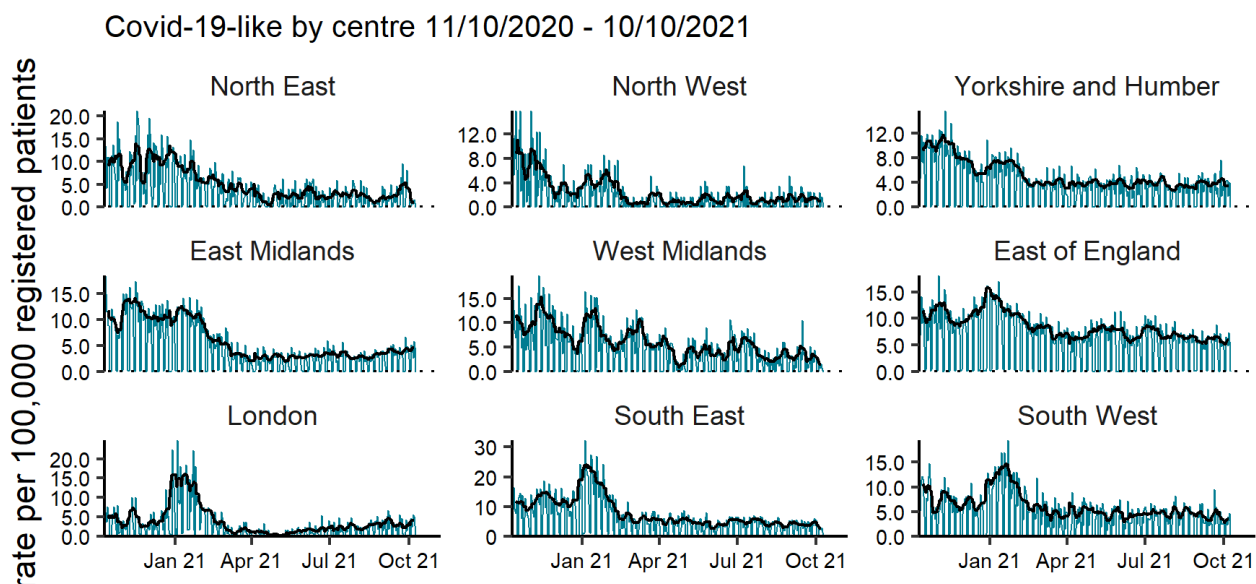 Covid-19-like by centre 11/10/2020 - 10/10/2021
rate per 100,000 registered patients
North East
20.0
15.0
10.0
5.0
0.0
North West
12.0
8.0
4.0
0.0
Yorkshire and Humber
12.0
8.0
4.0
0.0
East Midlands
15.0
10.0
5.0
0.0
West Midlands
15.0
10.0
5.0
0.0
East of England
15.0
10.0
5.0
0.0
London
20.0
15.0
10.0
5.0
0.0
Jan 21 Apr 21 Jul 21 Oct 21
South East
30
20
10
0
Jan 21 Apr 21 Jul 21 Oct 21
South West
15.0
10.0
5.0
0.0
Jan 21 Apr 21 Jul 21 Oct 21